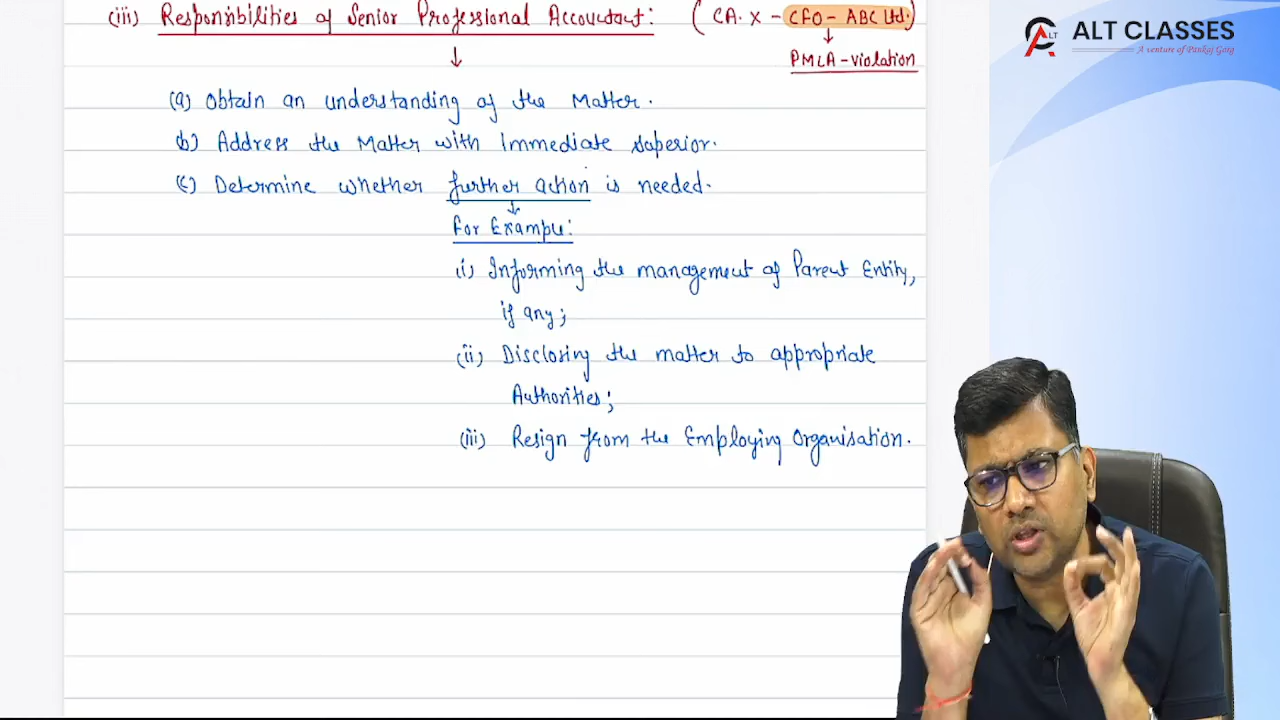 (iii) Responsibilities of Senior Professional Accountant: ( CA. X - CFO - ABC Ltd.)
PMLA - violation
(a) Obtain an understanding of the Matter.
(b) Address the Matter with Immediate superior.
(c) Determine whether further action is needed.
For Example:
(i) Informing the management of Parent Entity,
if any;
(ii) Disclosing the matter to appropriate
Authorities;
(iii) Resign from the Employing Organisation.
ALT
ALT CLASSES
A venture of Pankaj Garg